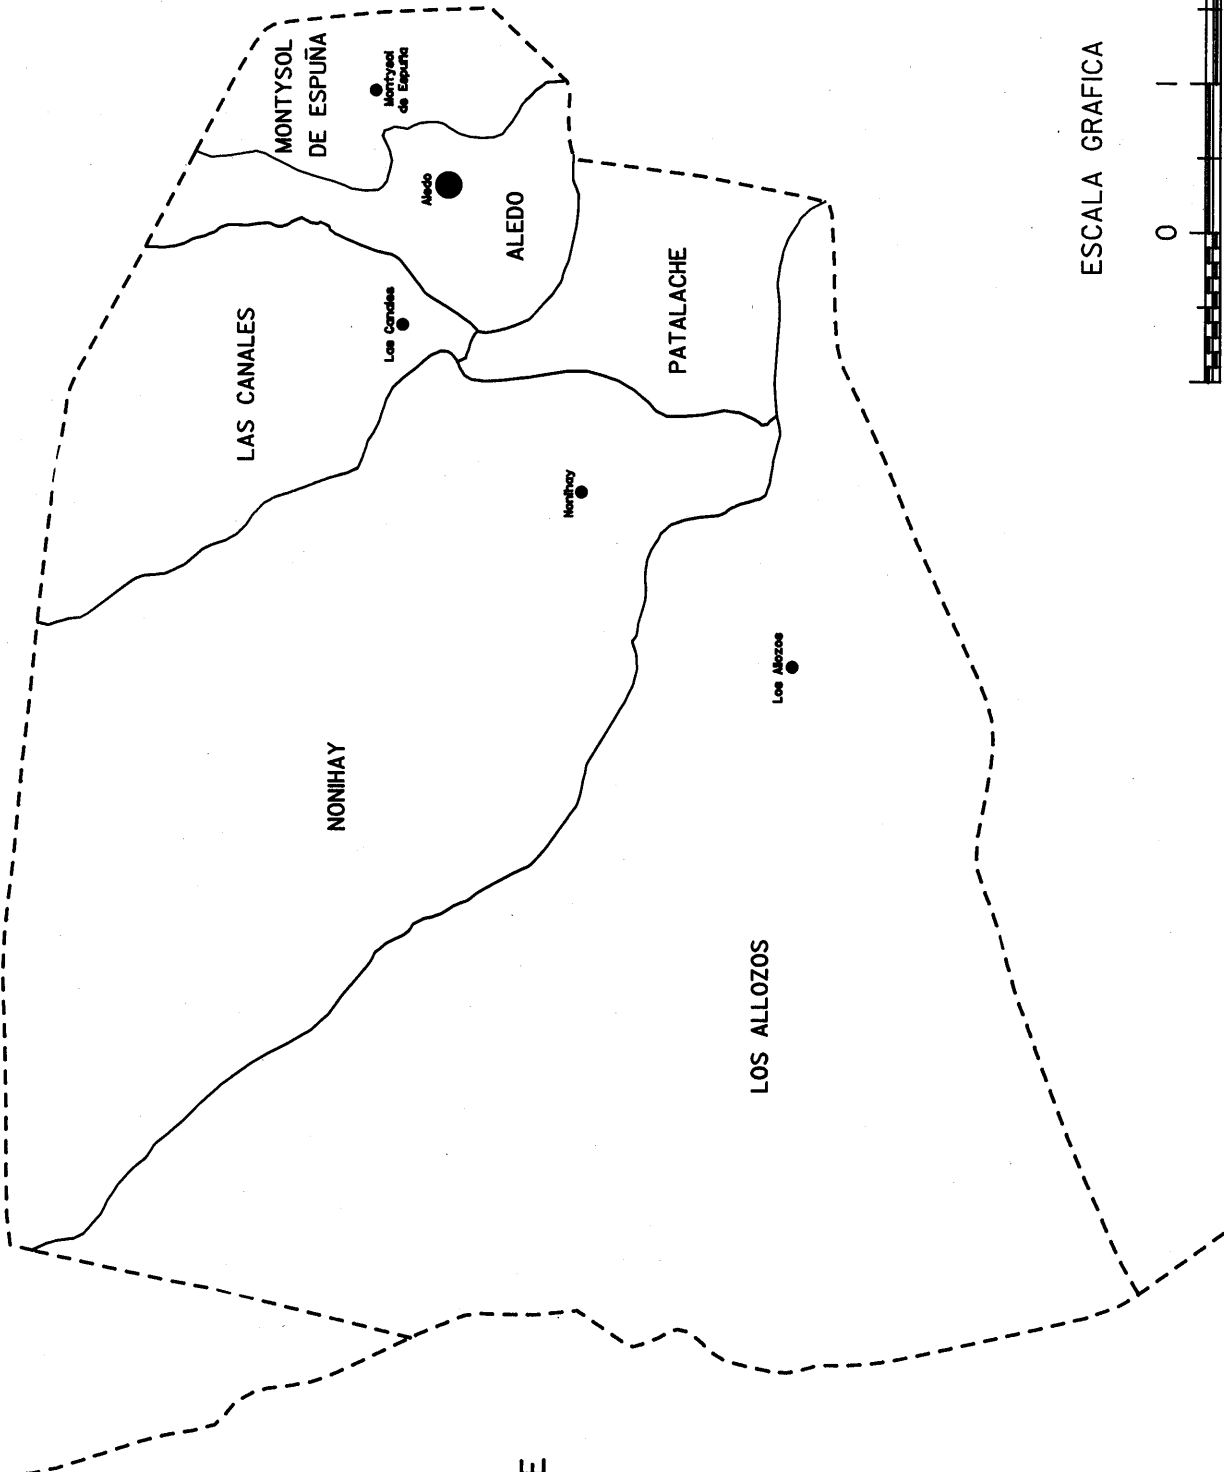 MONTYSOL
DE ESPUÑA
Montysol
de Espuña
Aledo
ALEDO
LAS CANALES
Las Canales
PATALACHE
Nonihay
NONIHAY
Los Allozos
LOS ALLOZOS
ESCALA GRAFICA
0
1
E